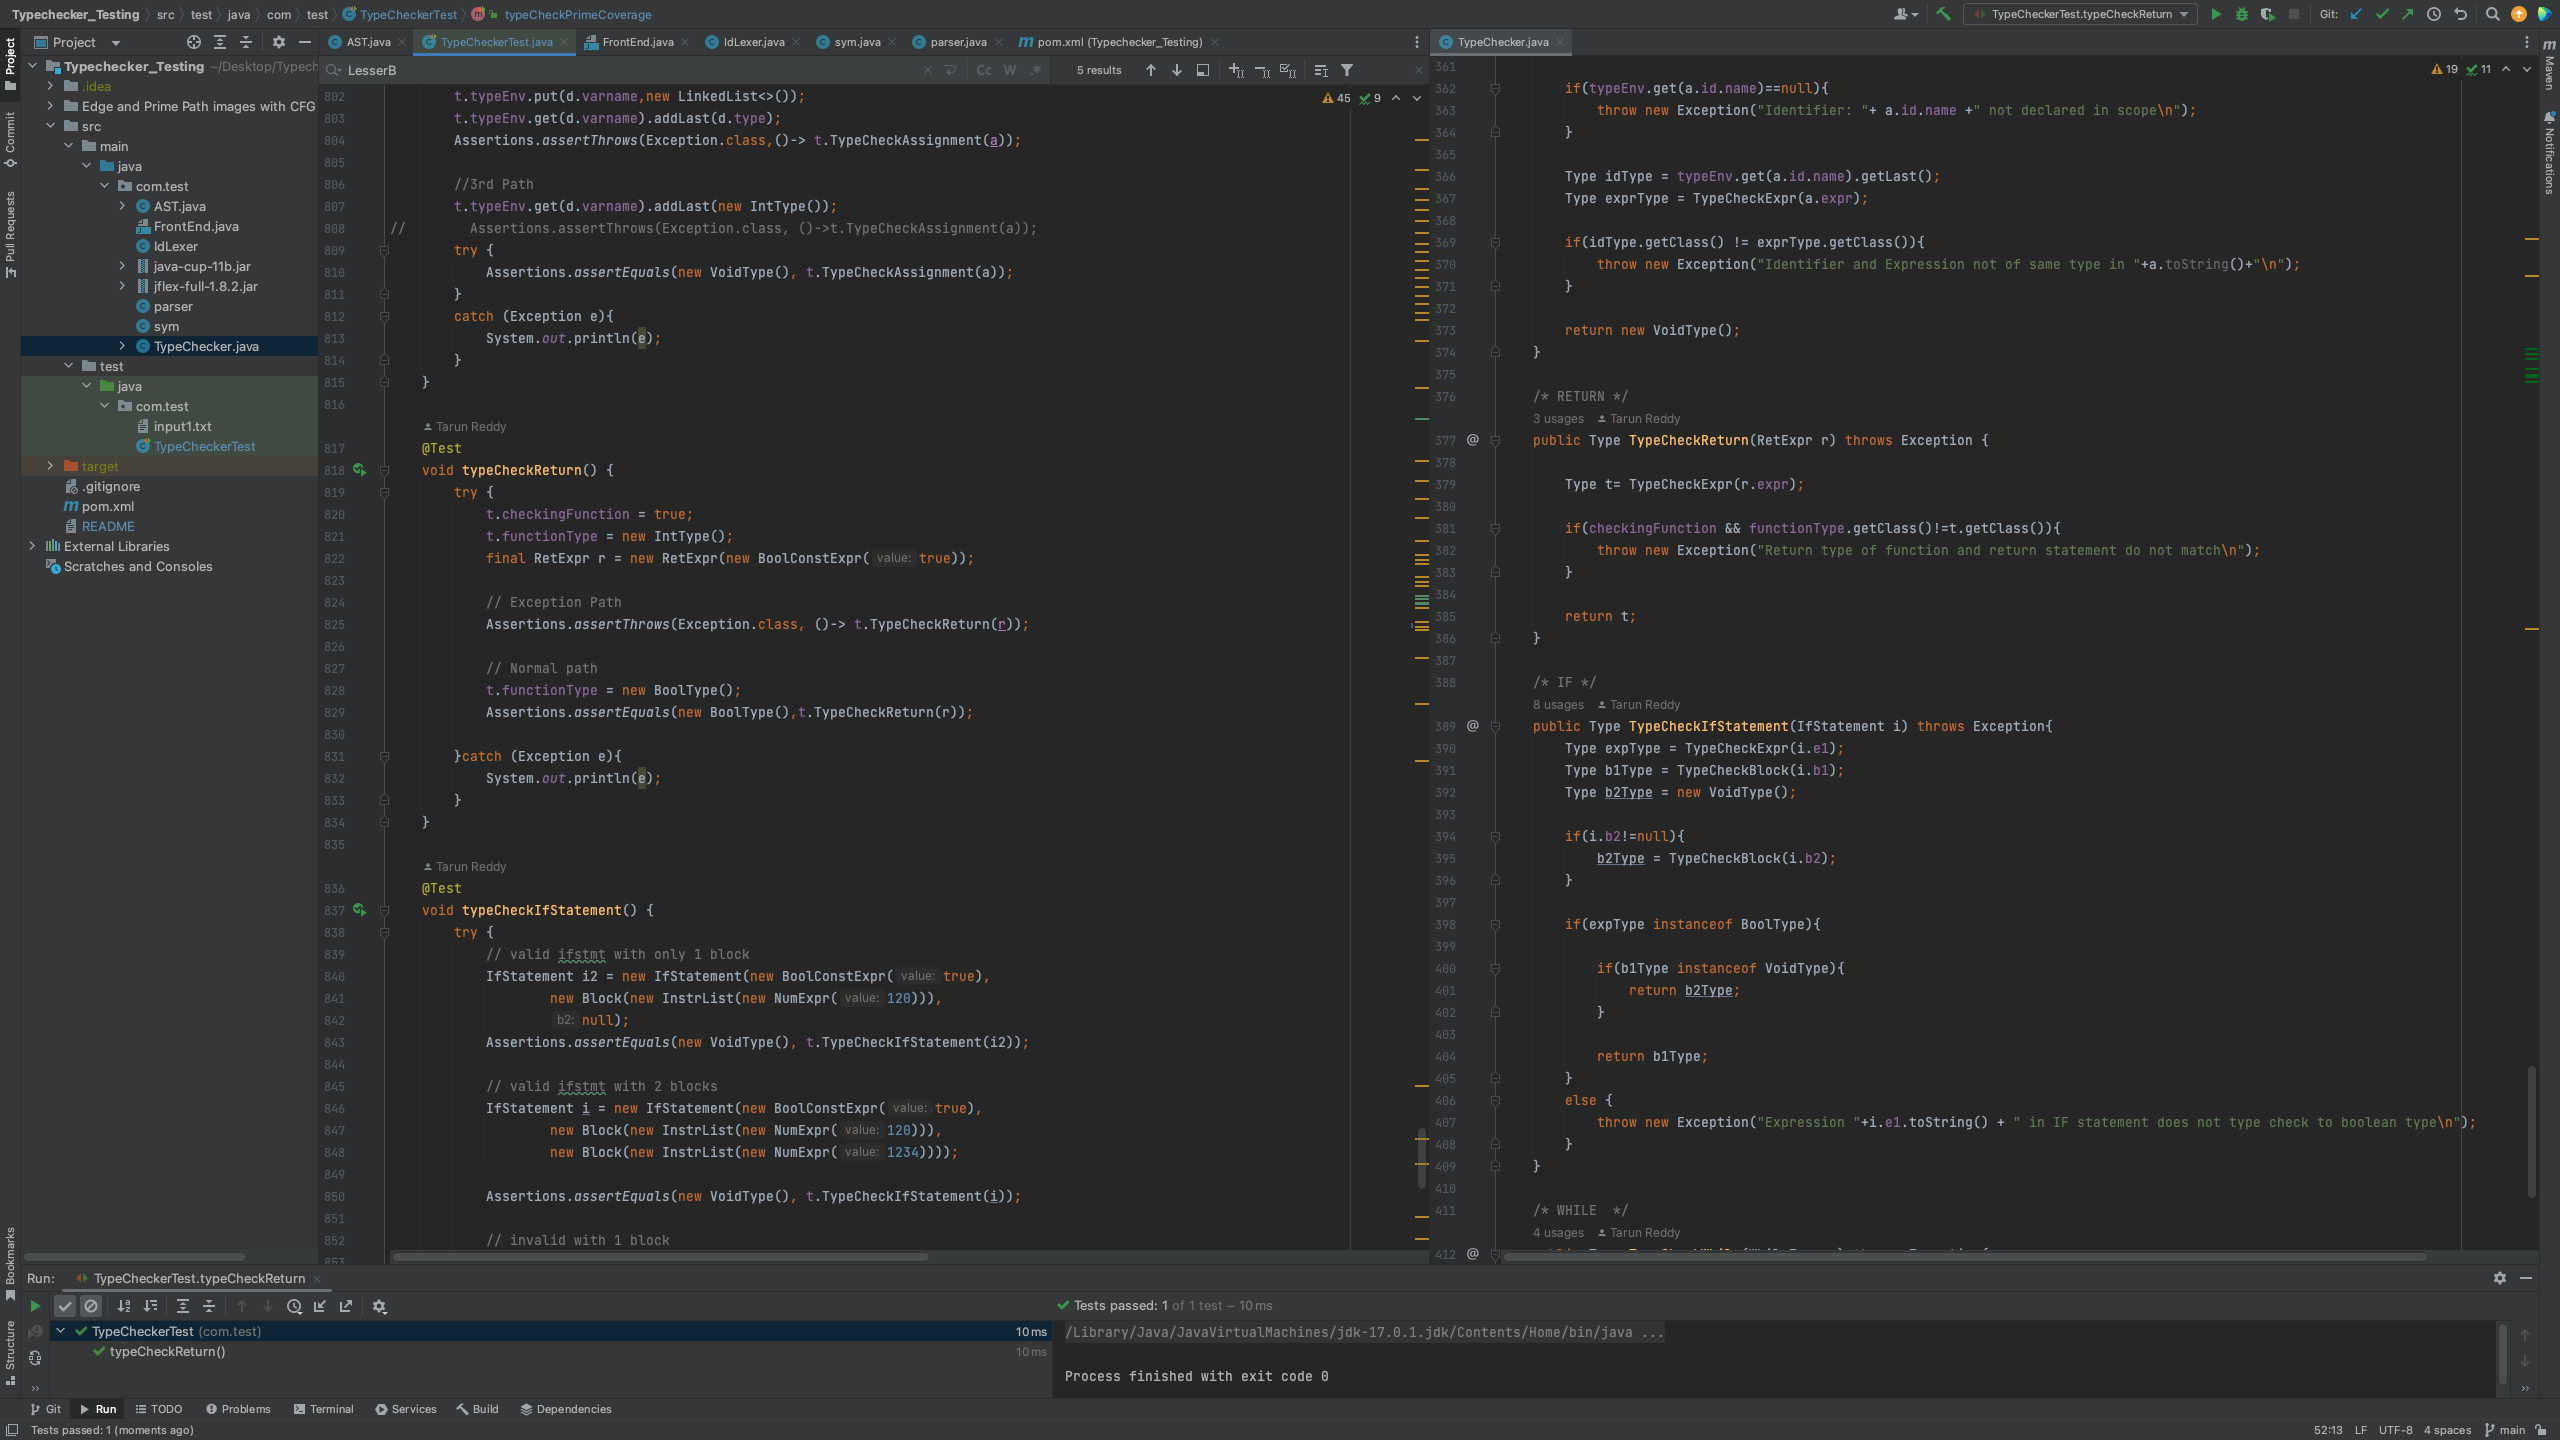 Typechecker_Testing src test java com test TypeCheckerTest typeCheckPrimeCoverage
TypeCheckerTest.typeCheckReturn Git:
Project
AST.java TypeCheckerTest.java FrontEnd.java IdLexer.java sym.java parser.java pom.xml (Typechecker_Testing)
TypeChecker.java
LesserB Cc W .* 5 results
Typechecker_Testing ~/Desktop/Typech
.idea
Edge and Prime Path images with CFG
src
main
java
com.test
AST.java
FrontEnd.java
IdLexer
java-cup-11b.jar
jflex-full-1.8.2.jar
parser
sym
TypeChecker.java
test
java
com.test
input1.txt
TypeCheckerTest
target
.gitignore
pom.xml
README
External Libraries
Scratches and Consoles
Project
Commit
Pull Requests
Bookmarks
Structure
45 9
802 t.typeEnv.put(d.varname,new LinkedList<>());
803 t.typeEnv.get(d.varname).addLast(d.type);
804 Assertions.assertThrows(Exception.class,()-> t.TypeCheckAssignment(a));
805
806 //3rd Path
807 t.typeEnv.get(d.varname).addLast(new IntType());
808 // Assertions.assertThrows(Exception.class, ()->t.TypeCheckAssignment(a));
809 try {
810 Assertions.assertEquals(new VoidType(), t.TypeCheckAssignment(a));
811 }
812 catch (Exception e){
813 System.out.println(e);
814 }
815 }
816
Tarun Reddy
817 @Test
818 void typeCheckReturn() {
819 try {
820 t.checkingFunction = true;
821 t.functionType = new IntType();
822 final RetExpr r = new RetExpr(new BoolConstExpr( value: true));
823
824 // Exception Path
825 Assertions.assertThrows(Exception.class, ()-> t.TypeCheckReturn(r));
826
827 // Normal path
828 t.functionType = new BoolType();
829 Assertions.assertEquals(new BoolType(),t.TypeCheckReturn(r));
830
831 }catch (Exception e){
832 System.out.println(e);
833 }
834 }
835
Tarun Reddy
836 @Test
837 void typeCheckIfStatement() {
838 try {
839 // valid ifstmt with only 1 block
840 IfStatement i2 = new IfStatement(new BoolConstExpr( value: true),
841 new Block(new InstrList(new NumExpr( value: 120))),
842 b2: null);
843 Assertions.assertEquals(new VoidType(), t.TypeCheckIfStatement(i2));
844
845 // valid ifstmt with 2 blocks
846 IfStatement i = new IfStatement(new BoolConstExpr( value: true),
847 new Block(new InstrList(new NumExpr( value: 120))),
848 new Block(new InstrList(new NumExpr( value: 1234))));
849
850 Assertions.assertEquals(new VoidType(), t.TypeCheckIfStatement(i));
851
852 // invalid with 1 block
853
19 11
361
362 if(typeEnv.get(a.id.name)==null){
363 throw new Exception("Identifier: "+ a.id.name +" not declared in scope\n");
364 }
365
366 Type idType = typeEnv.get(a.id.name).getLast();
367 Type exprType = TypeCheckExpr(a.expr);
368
369 if(idType.getClass() != exprType.getClass()){
370 throw new Exception("Identifier and Expression not of same type in "+a.toString()+"\n");
371 }
372
373 return new VoidType();
374 }
375
376 /* RETURN */
3 usages Tarun Reddy
377 @ public Type TypeCheckReturn(RetExpr r) throws Exception {
378
379 Type t= TypeCheckExpr(r.expr);
380
381 if(checkingFunction && functionType.getClass()!=t.getClass()){
382 throw new Exception("Return type of function and return statement do not match\n");
383 }
384
385 return t;
386 }
387
388 /* IF */
8 usages Tarun Reddy
389 @ public Type TypeCheckIfStatement(IfStatement i) throws Exception{
390 Type expType = TypeCheckExpr(i.e1);
391 Type b1Type = TypeCheckBlock(i.b1);
392 Type b2Type = new VoidType();
393
394 if(i.b2!=null){
395 b2Type = TypeCheckBlock(i.b2);
396 }
397
398 if(expType instanceof BoolType){
399
400 if(b1Type instanceof VoidType){
401 return b2Type;
402 }
403
404 return b1Type;
405 }
406 else {
407 throw new Exception("Expression "+i.e1.toString() + " in IF statement does not type check to boolean type\n");
408 }
409 }
410
411 /* WHILE */
4 usages Tarun Reddy
412 @
Maven
Notifications
Run: TypeCheckerTest.typeCheckReturn
Tests passed: 1 of 1 test – 10 ms
TypeCheckerTest (com.test) 10 ms
typeCheckReturn() 10 ms
/Library/Java/JavaVirtualMachines/jdk-17.0.1.jdk/Contents/Home/bin/java ...
Process finished with exit code 0
Git Run TODO Problems Terminal Services Build Dependencies
Tests passed: 1 (moments ago)
52:13 LF UTF-8 4 spaces main